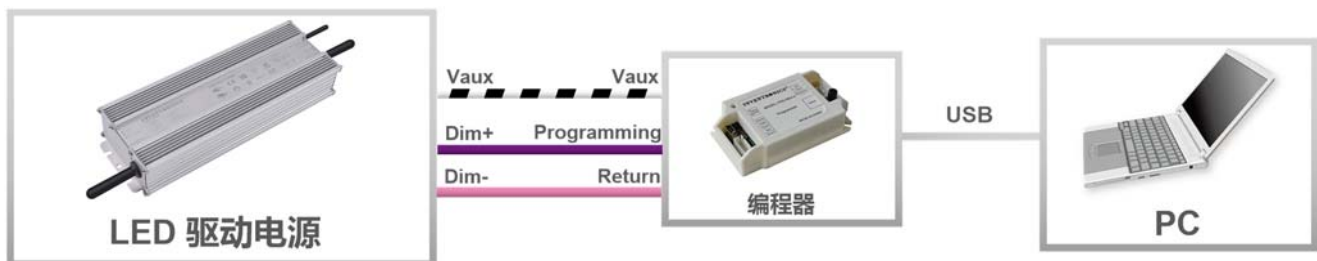 Vaux Vaux
Dim+ Programming
Dim- Return
USB
LED 驱动电源
编程器
PC